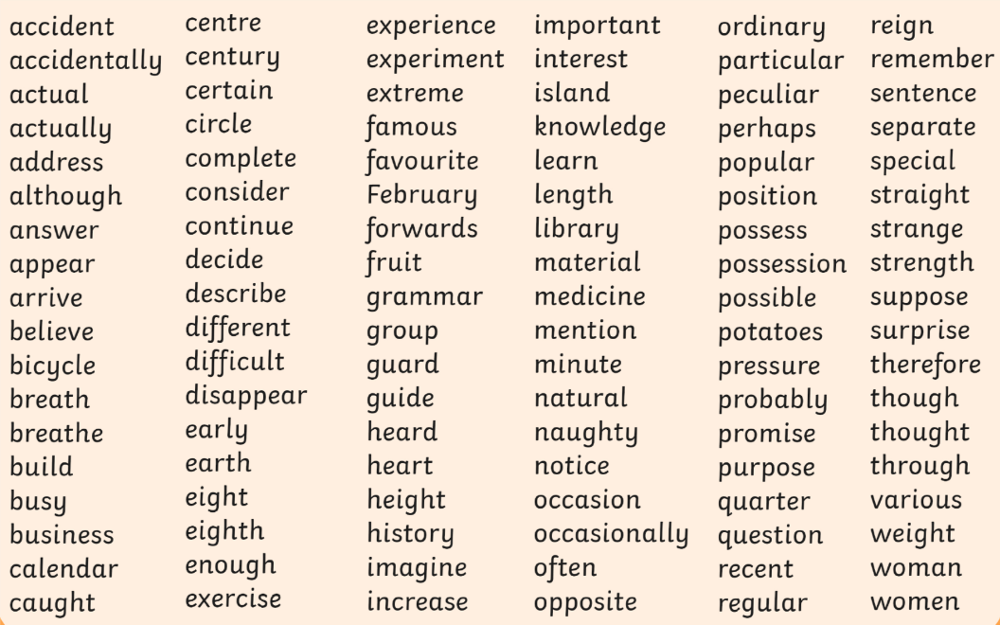 accident
accidentally
actual
actually
address
although
answer
appear
arrive
believe
bicycle
breath
breathe
build
busy
business
calendar
caught
centre
century
certain
circle
complete
consider
continue
decide
describe
different
difficult
disappear
early
earth
eight
eighth
enough
exercise
experience
experiment
extreme
famous
favourite
February
forwards
fruit
grammar
group
guard
guide
heard
heart
height
history
imagine
increase
important
interest
island
knowledge
learn
length
library
material
medicine
mention
minute
natural
naughty
notice
occasion
occasionally
often
opposite
ordinary
particular
peculiar
perhaps
popular
position
possess
possession
possible
potatoes
pressure
probably
promise
purpose
quarter
question
recent
regular
reign
remember
sentence
separate
special
straight
strange
strength
suppose
surprise
therefore
though
thought
through
various
weight
woman
women